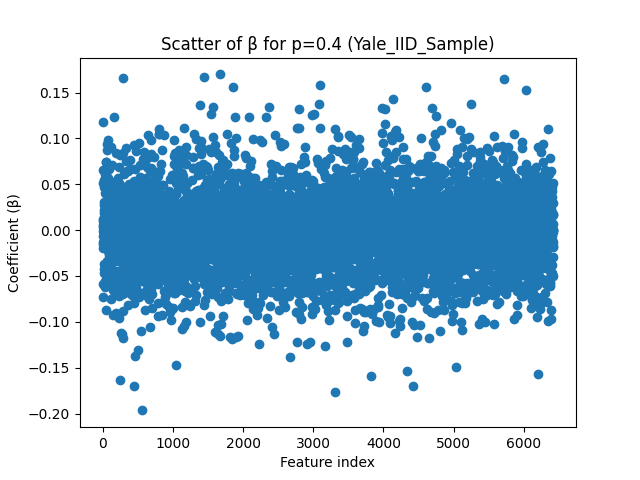 Scatter of β for p=0.4 (Yale_IID_Sample)
Coefficient (β)
0.15
0.10
0.05
0.00
−0.05
−0.10
−0.15
−0.20
0 1000 2000 3000 4000 5000 6000
Feature index